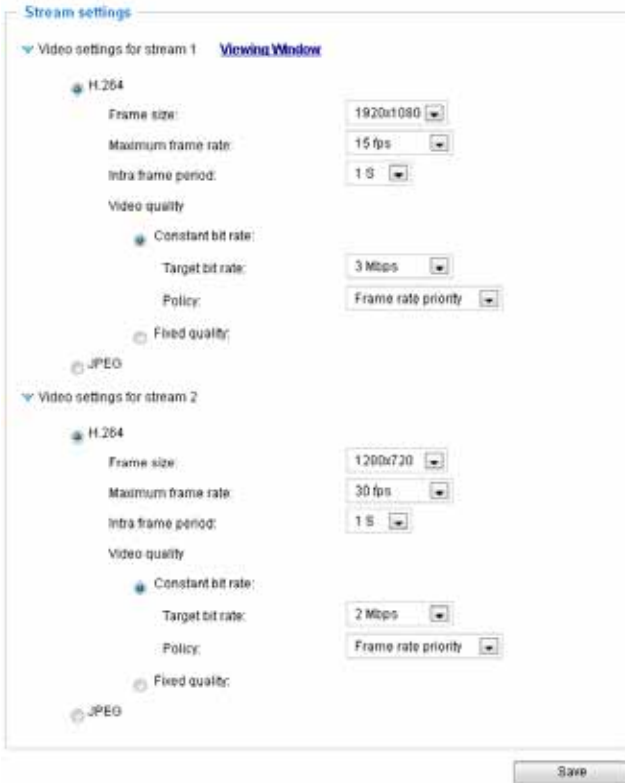 Stream settings
Video settings for stream 1 Viewing Window
H.264
Frame size: 1920x1080
Maximum frame rate: 15 fps
Intra frame period: 1 S
Video quality
Constant bit rate:
Target bit rate: 3 Mbps
Policy: Frame rate priority
Fixed quality:
JPEG
Video settings for stream 2
H.264
Frame size: 1280x720
Maximum frame rate: 30 fps
Intra frame period: 1 S
Video quality
Constant bit rate:
Target bit rate: 2 Mbps
Policy: Frame rate priority
Fixed quality:
JPEG
Save